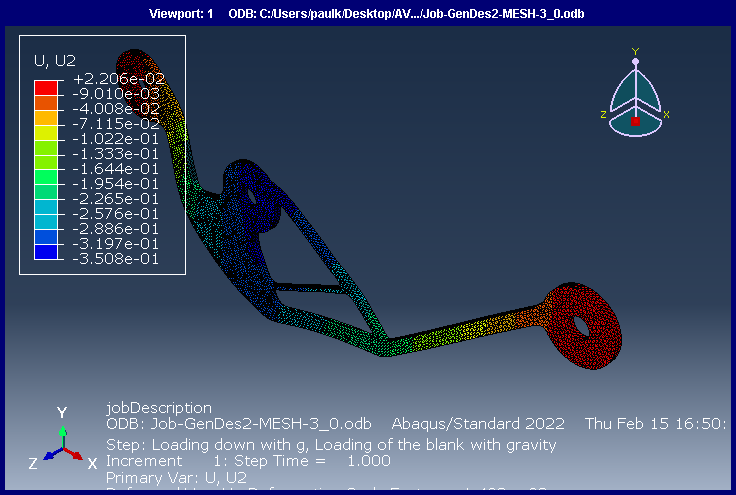 Viewport: 1 ODB: C:/Users/paulk/Desktop/AV.../Job-GenDes2-MESH-3_0.odb
U, U2
+2.206e-02
-9.010e-03
-4.008e-02
-7.115e-02
-1.022e-01
-1.333e-01
-1.644e-01
-1.954e-01
-2.265e-01
-2.576e-01
-2.886e-01
-3.197e-01
-3.508e-01
Y
Z X
Y
Z X
jobDescription
ODB: Job-GenDes2-MESH-3_0.odb Abaqus/Standard 2022 Thu Feb 15 16:50:
Step: Loading down with g, Loading of the blank with gravity
Increment 1: Step Time = 1.000
Primary Var: U, U2